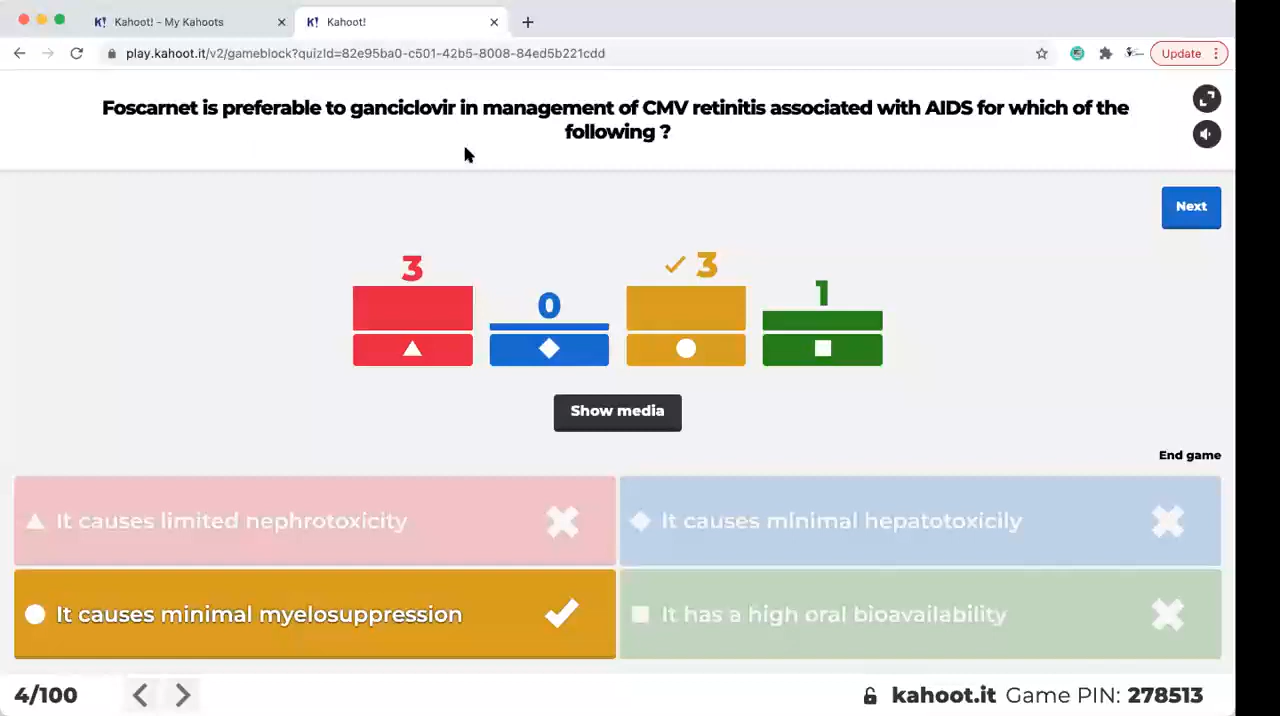 K! Kahoot! - My Kahoots
K! Kahoot!
play.kahoot.it/v2/gameblock?quizId=82e95ba0-c501-42b5-8008-84ed5b221cdd
Update
Foscarnet is preferable to ganciclovir in management of CMV retinitis associated with AIDS for which of the
following ?
Next
3
0
3
1
Show media
End game
It causes limited nephrotoxicity
It causes minimal hepatotoxicily
It causes minimal myelosuppression
It has a high oral bioavailability
4/100
kahoot.it Game PIN: 278513